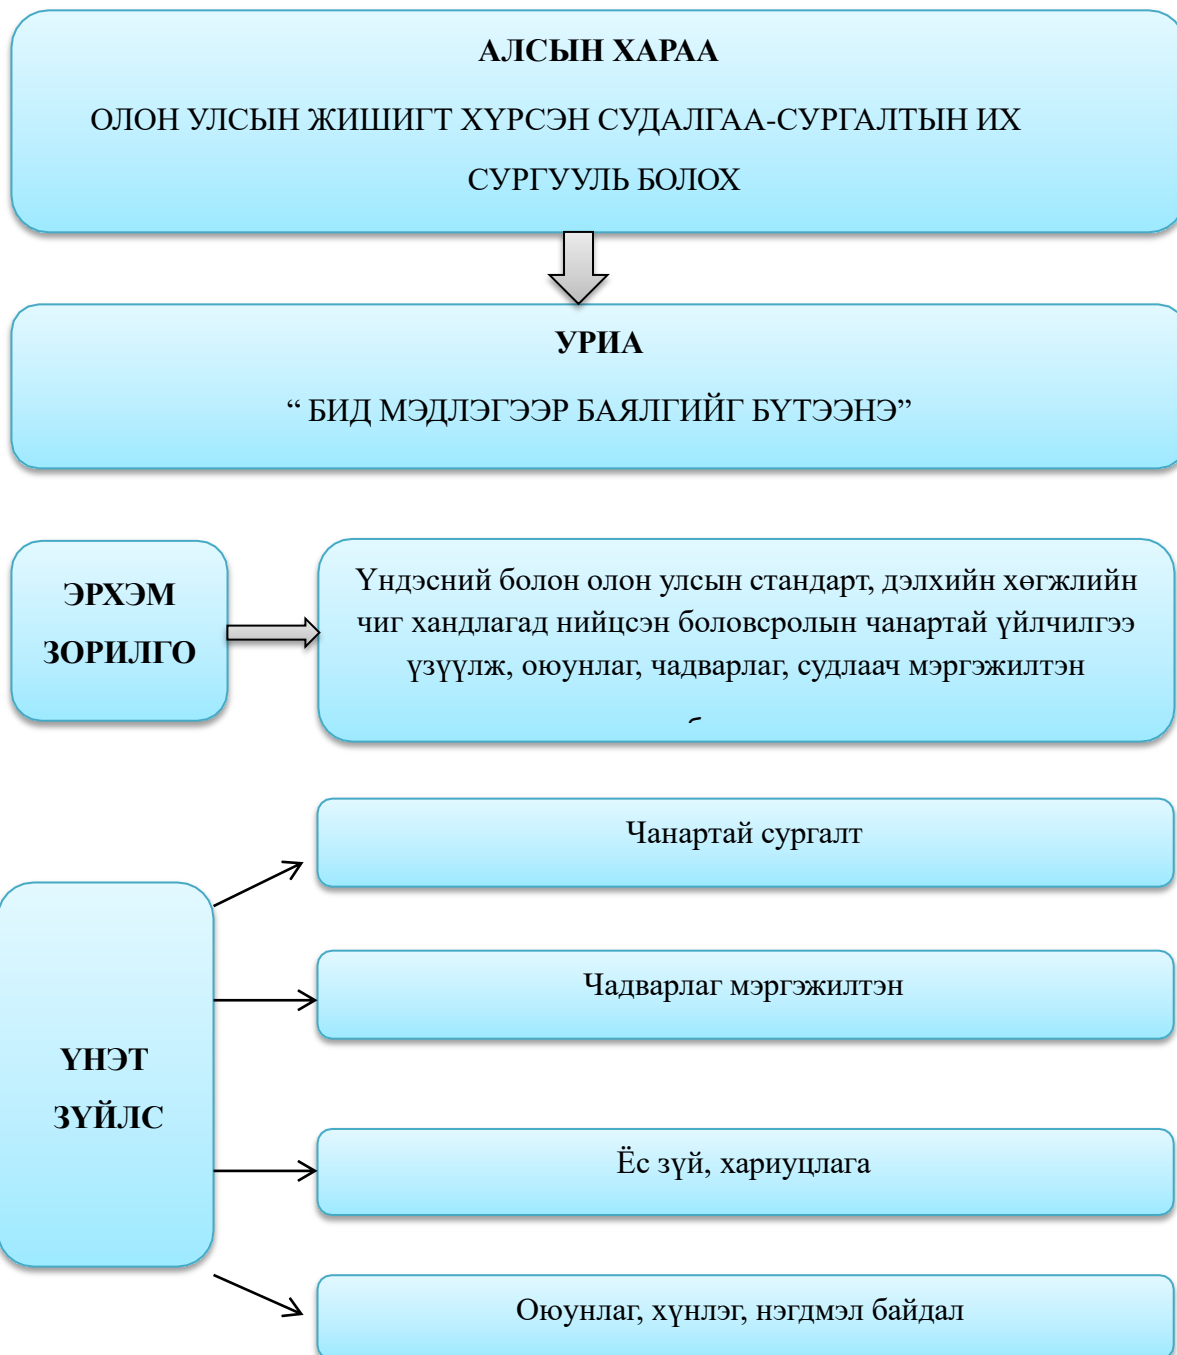 АЛСЫН ХАРАА
ОЛОН УЛСЫН ЖИШИГТ ХҮРСЭН СУДАЛГАА-СУРГАЛТЫН ИХ
СУРГУУЛЬ БОЛОХ
УРИА
“ БИД МЭДЛЭГЭЭР БАЯЛГИЙГ БҮТЭЭНЭ”
ЭРХЭМ
ЗОРИЛГО
Үндэсний болон олон улсын стандарт, дэлхийн хөгжлийн
чиг хандлагад нийцсэн боловсролын чанартай үйлчилгээ
үзүүлж, оюунлаг, чадварлаг, судлаач мэргэжилтэн
Чанартай сургалт
Чадварлаг мэргэжилтэн
ҮНЭТ
ЗҮЙЛС
Ёс зүй, хариуцлага
Оюунлаг, хүнлэг, нэгдмэл байдал